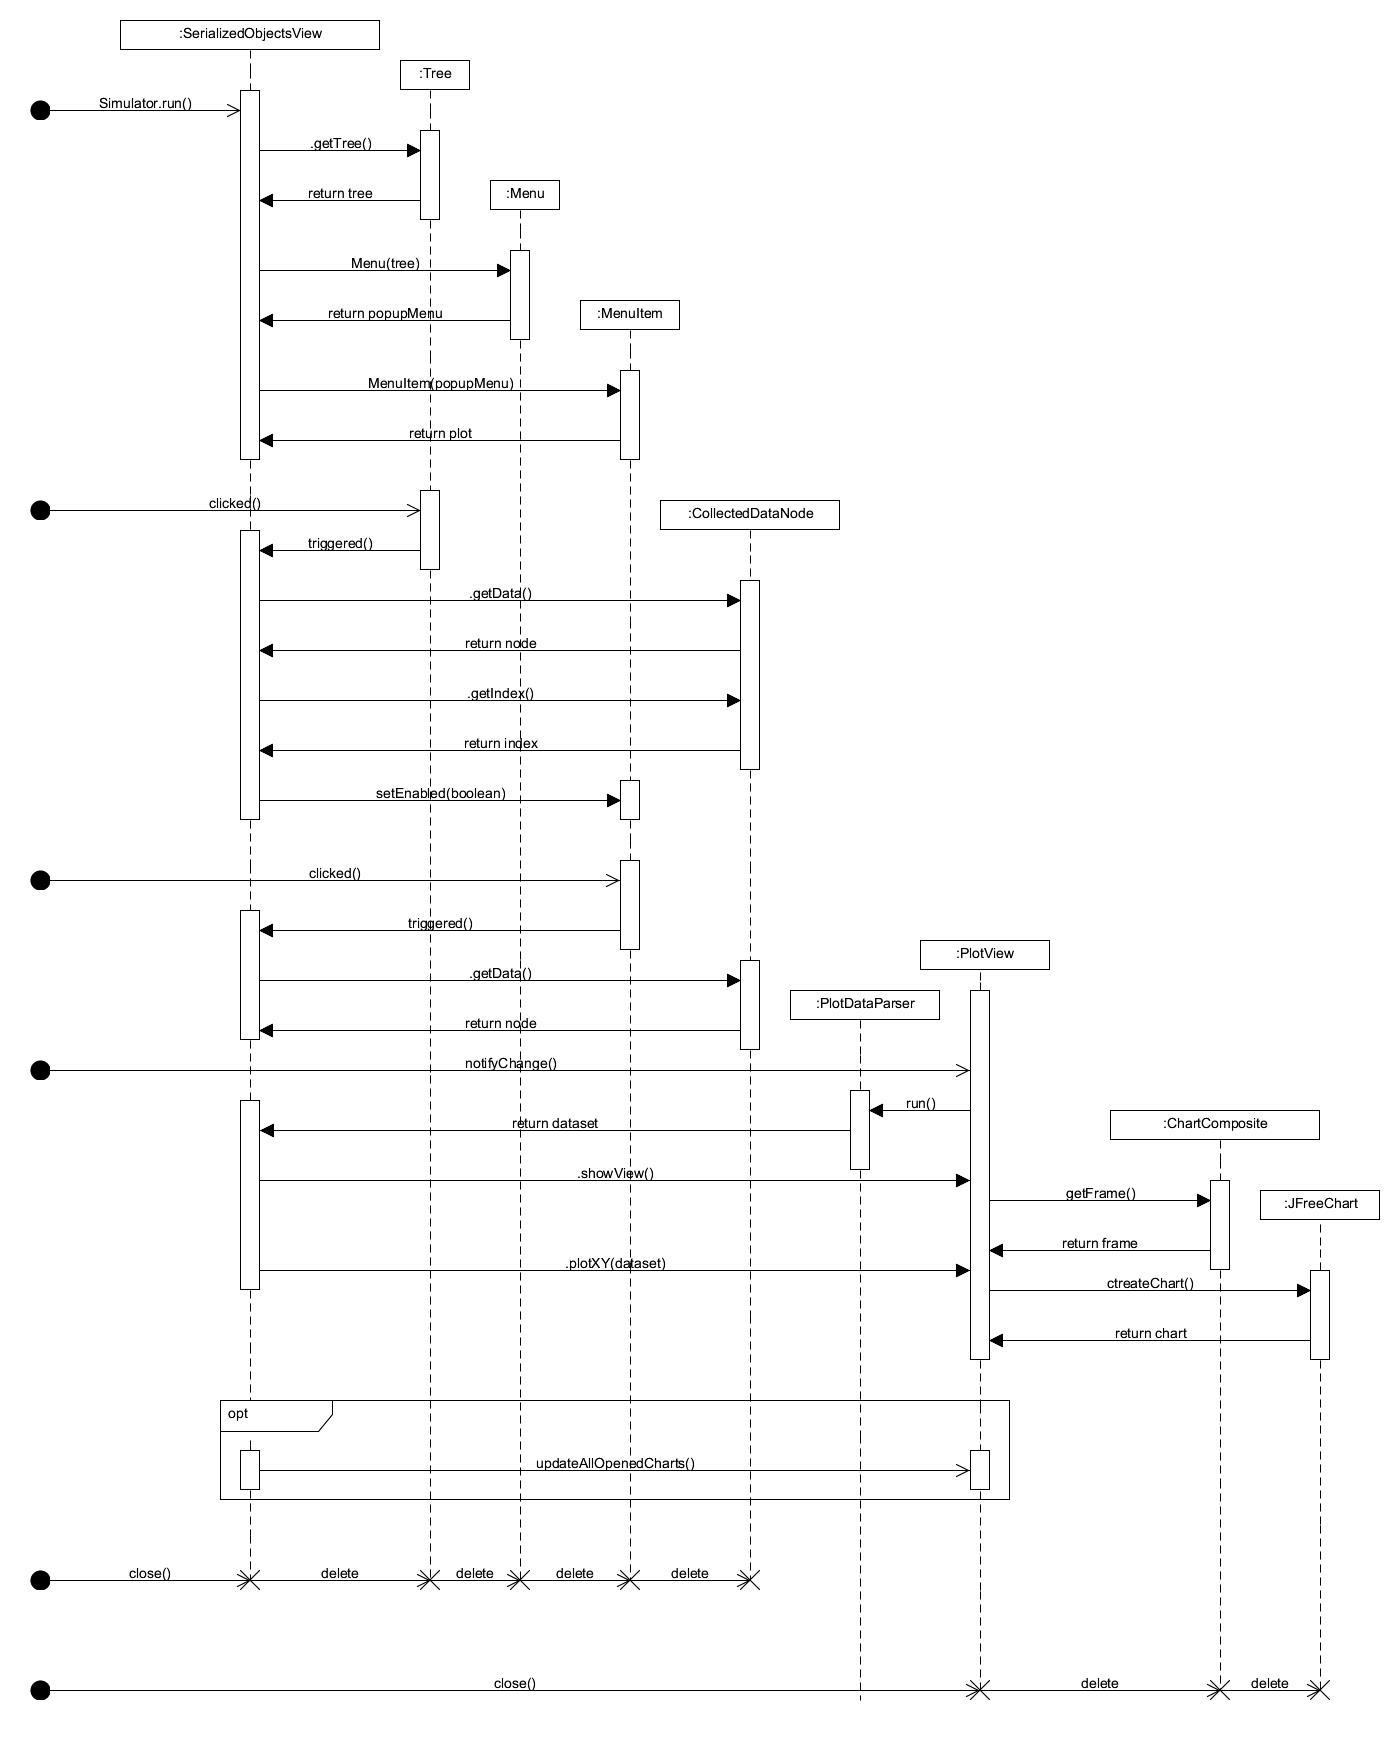 :SerializedObjectsView
:Tree
Simulator.run()
.getTree()
return tree
:Menu
Menu(tree)
return popupMenu
:MenuItem
MenuItem(popupMenu)
return plot
clicked()
:CollectedDataNode
triggered()
.getData()
return node
.getIndex()
return index
setEnabled(boolean)
clicked()
triggered()
:PlotView
.getData()
:PlotDataParser
return node
notifyChange()
run()
return dataset
:ChartComposite
.showView()
getFrame()
:JFreeChart
return frame
.plotXY(dataset)
ctreateChart()
return chart
opt
updateAllOpenedCharts()
close()
delete
delete
delete
delete
close()
delete
delete